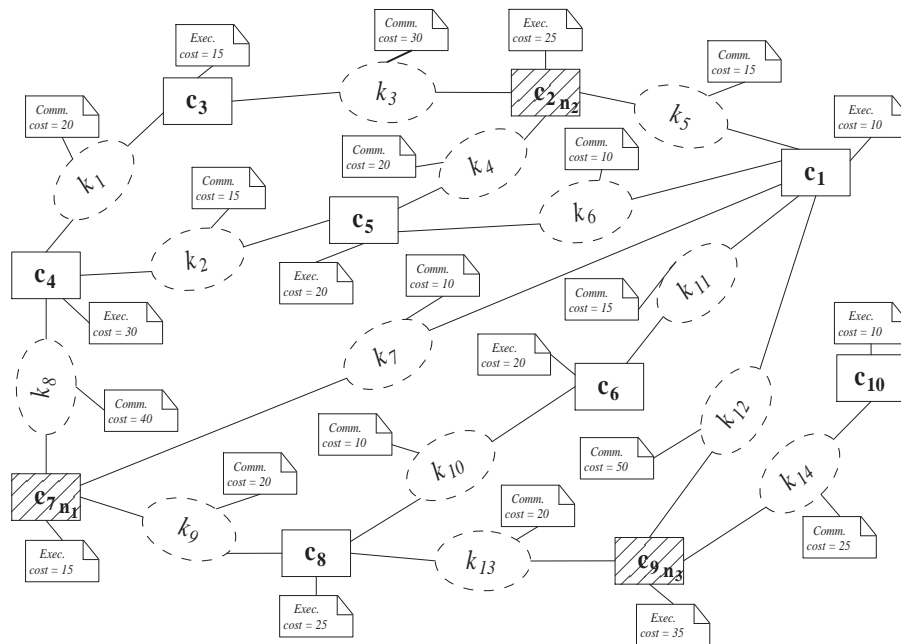 Comm.
cost = 30
Exec.
cost = 25
Exec.
cost = 15
Comm.
cost = 15
c3
k3
c2 n2
Exec.
cost = 10
Comm.
cost = 20
k5
Comm.
cost = 20
Comm.
cost = 10
k4
c1
k1
Comm.
cost = 15
c5
k6
k2
c4
Exec.
cost = 20
Comm.
cost = 10
k11
Comm.
cost = 15
Exec.
cost = 30
Exec.
cost = 10
k7
Exec.
cost = 20
k8
c6
c10
Comm.
cost = 40
k12
Comm.
cost = 10
Comm.
cost = 50
k10
k14
Comm.
cost = 20
c7 n1
Comm.
cost = 20
k9
Comm.
cost = 25
c8
k13
c9 n3
Exec.
cost = 15
Exec.
cost = 25
Exec.
cost = 35